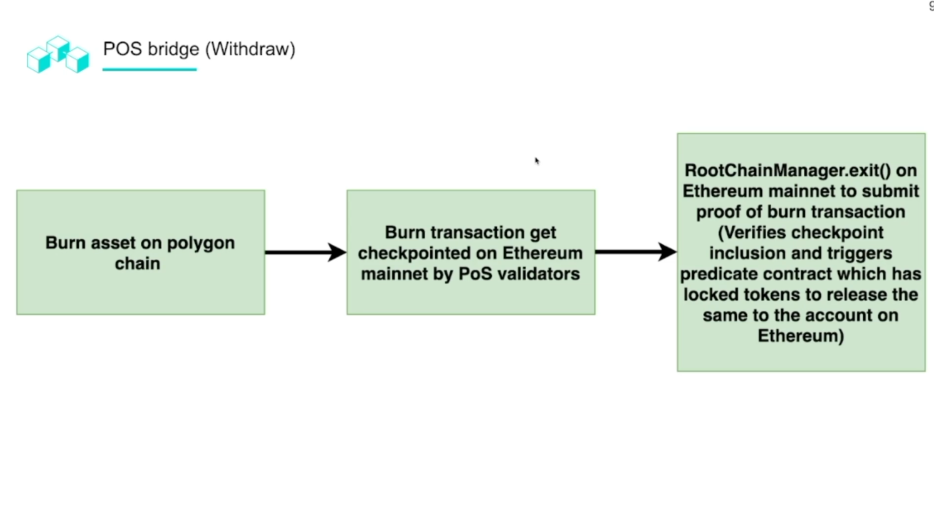 POS bridge (Withdraw)
Burn asset on polygon
chain
Burn transaction get
checkpointed on Ethereum
mainnet by PoS validators
RootChainManager.exit() on
Ethereum mainnet to submit
proof of burn transaction
(Verifies checkpoint
inclusion and triggers
predicate contract which has
locked tokens to release the
same to the account on
Ethereum)